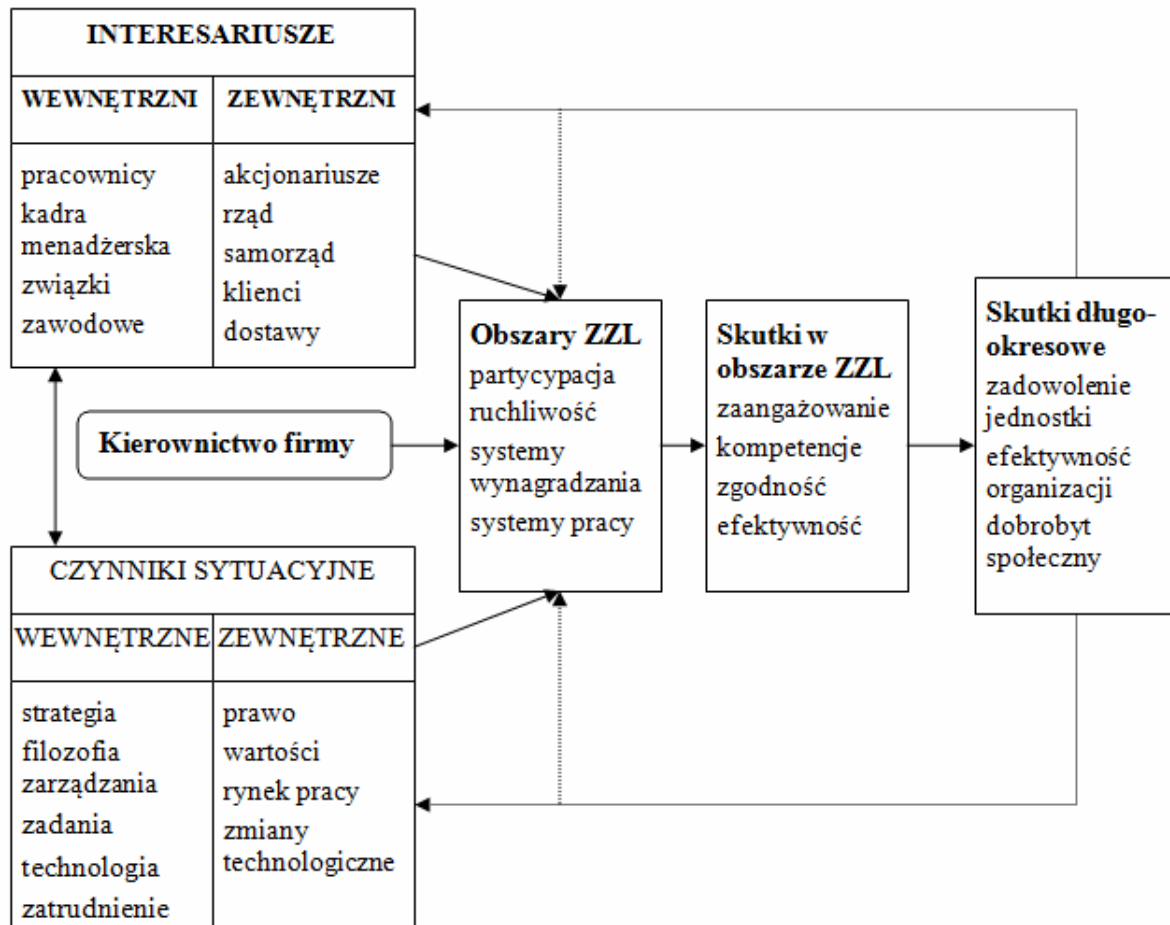 INTERESARIUSZE
WEWNĘTRZNI
ZEWNĘTRZNI
pracownicy
kadra
menadżerska
związki
zawodowe
akcjonariusze
rząd
samorząd
klienci
dostawy
Kierownictwo firmy
Obszary ZZL
partycypacja
ruchliwość
systemy
wynagradzania
systemy pracy
Skutki w
obszarze ZZL
zaangażowanie
kompetencje
zgodność
efektywność
Skutki długo-
okresowe
zadowolenie
jednostki
efektywność
organizacji
dobrobyt
społeczny
CZYNNIKI SYTUACYJNE
WEWNĘTRZNE
ZEWNĘTRZNE
strategia
filozofia
zarządzania
zadania
technologia
zatrudnienie
prawo
wartości
rynek pracy
zmiany
technologiczne